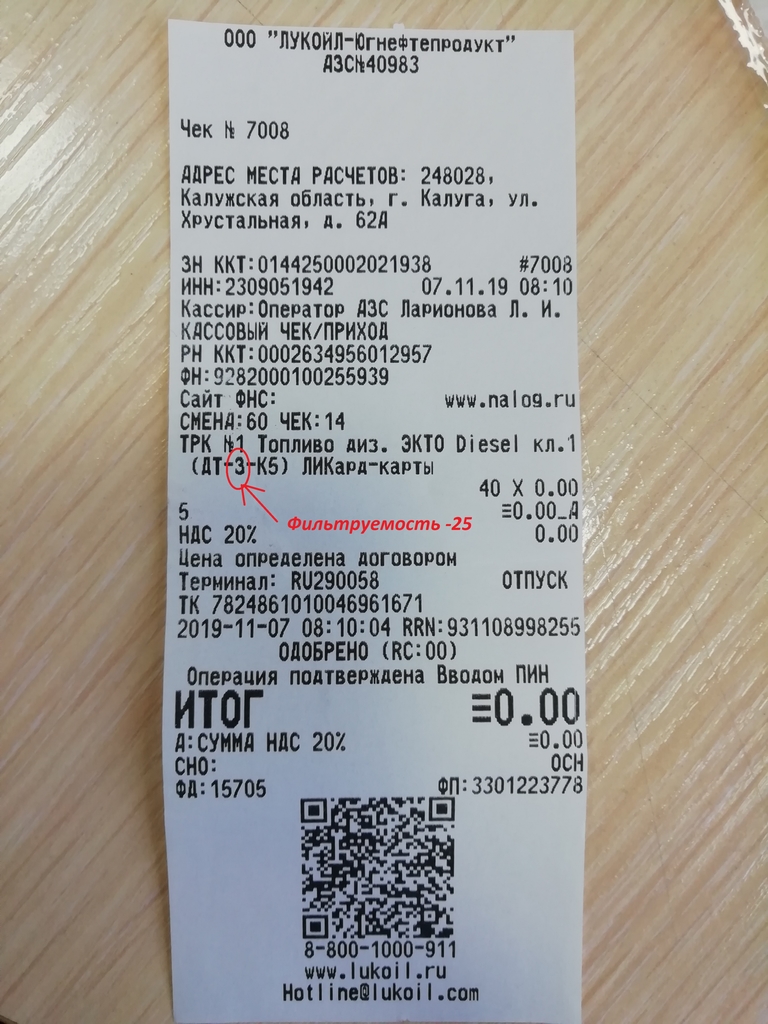 ООО "ЛУКОЙЛ-Югнефтепродукт"
АЗС№40983
Чек № 7008
АДРЕС МЕСТА РАСЧЕТОВ: 248028,
Калужская область, г. Калуга, ул.
Хрустальная, д. 62А
ЗН ККТ:0144250002021938 #7008
ИНН:2309051942 07.11.19 08:10
Кассир:Оператор АЗС Ларионова Л. И.
КАССОВЫЙ ЧЕК/ПРИХОД
РН ККТ:0002634956012957
ФН:9282000100255939
Сайт ФНС: www.nalog.ru
СМЕНА:60 ЧЕК:14
ТРК №1 Топливо диз. ЭКТО Diesel кл.1
(ДТ-З-К5) ЛИКард-карты
40 X 0.00
5 ≡0.00_А
Фильтруемость -25
НДС 20% 0.00
Цена определена договором
Терминал: RU290058 ОТПУСК
ТК 7824861010046961671
2019-11-07 08:10:04 RRN:931108998255
ОДОБРЕНО (RC:00)
Операция подтверждена Вводом ПИН
ИТОГ ≡0.00
А:СУММА НДС 20% ≡0.00
СНО: ОСН
ФД:15705 ФП:3301223778
8-800-1000-911
www.lukoil.ru
Hotline@lukoil.com